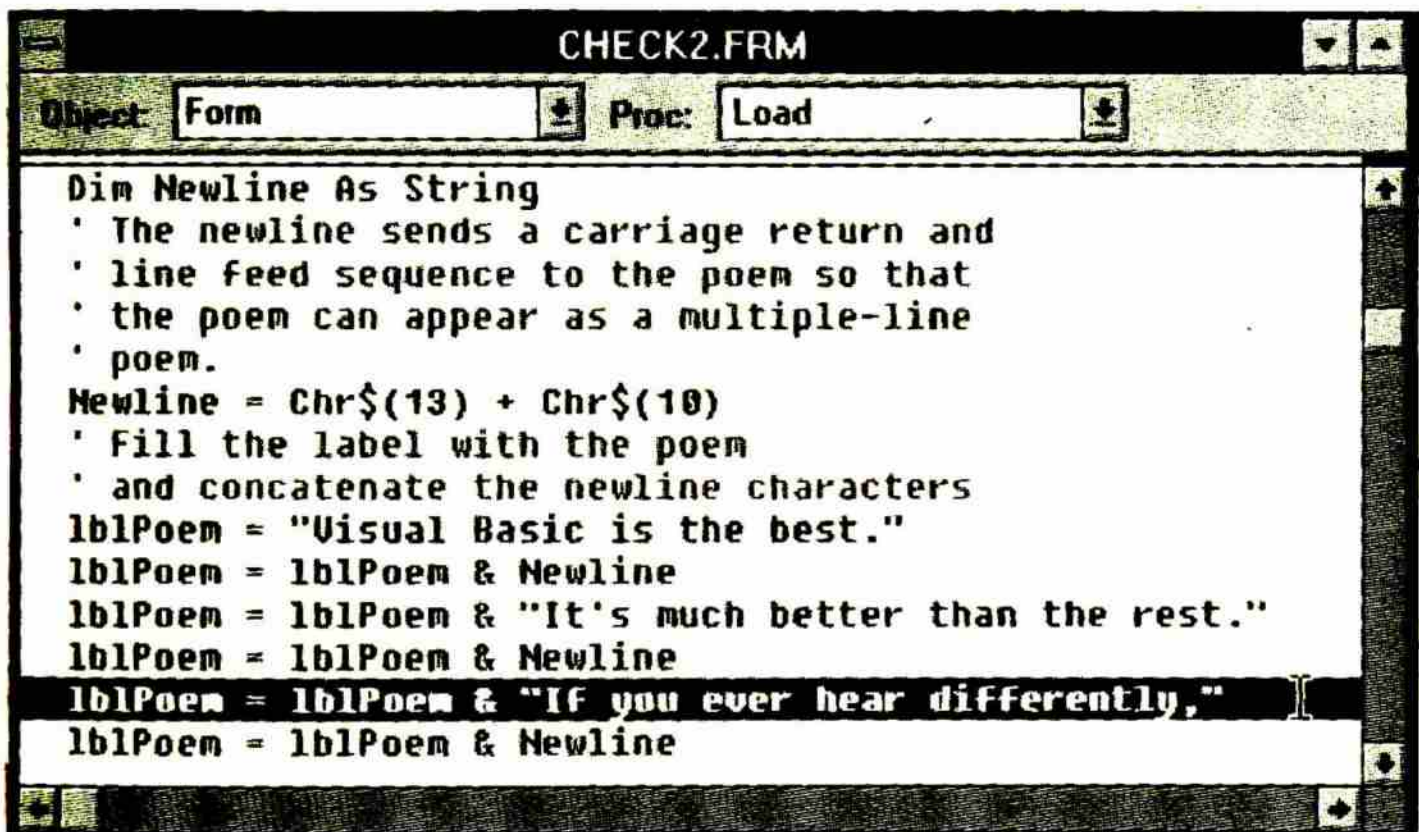 CHECK2.FRM
Object: Form Proc: Load
Dim Newline As String
' The newline sends a carriage return and
' line feed sequence to the poem so that
' the poem can appear as a multiple-line
' poem.
Newline = Chr$(13) + Chr$(10)
' Fill the label with the poem
' and concatenate the newline characters
lblPoem = "Visual Basic is the best."
lblPoem = lblPoem & Newline
lblPoem = lblPoem & "It's much better than the rest."
lblPoem = lblPoem & Newline
lblPoem = lblPoem & "If you ever hear differently,"
lblPoem = lblPoem & Newline